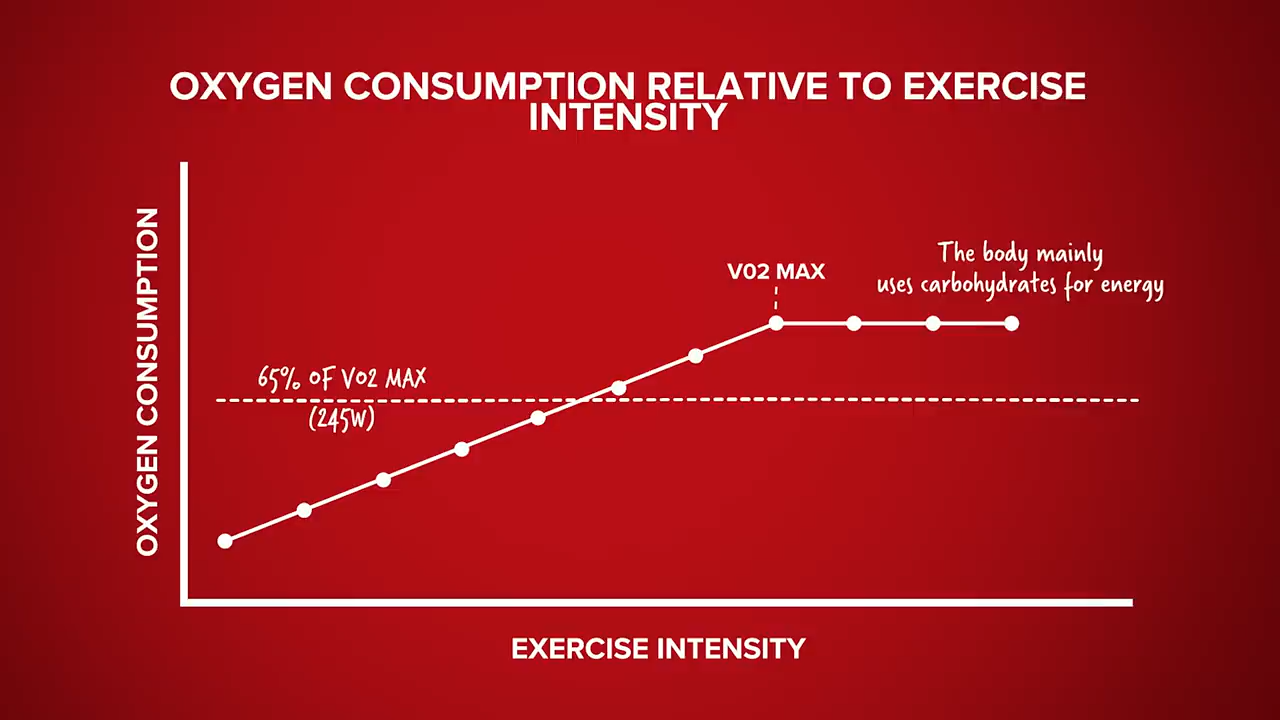 OXYGEN CONSUMPTION RELATIVE TO EXERCISE
INTENSITY
OXYGEN CONSUMPTION
65% OF VO2 MAX
(245W)
V02 MAX
The body mainly
uses carbohydrates for energy
EXERCISE INTENSITY